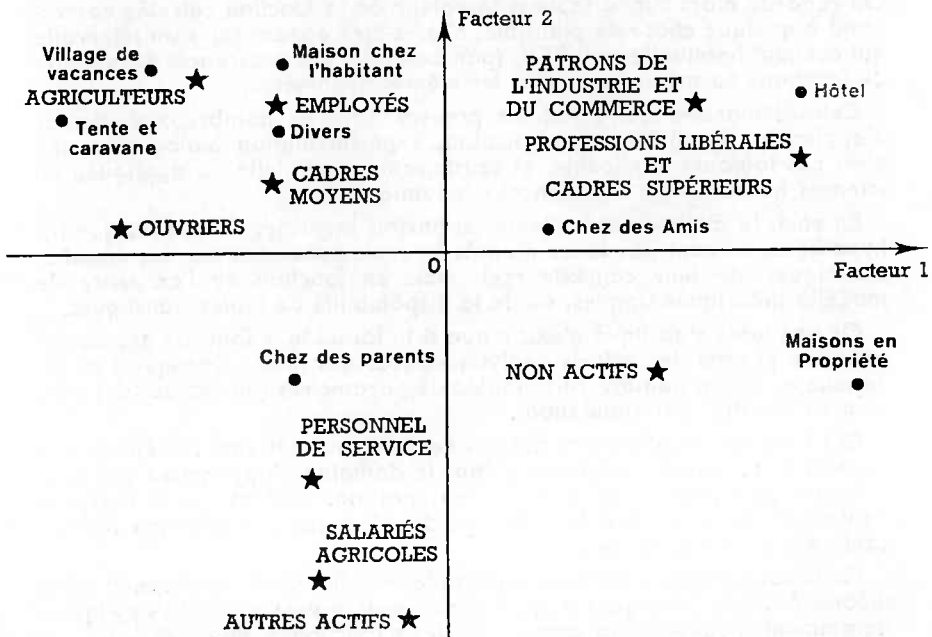 Facteur 2
Village de
vacances
AGRICULTEURS
Tente et
caravane
OUVRIERS
Maison chez
l'habitant
EMPLOYÉS
Divers
CADRES
MOYENS
PATRONS DE
L'INDUSTRIE ET
DU COMMERCE
Hôtel
PROFESSIONS LIBÉRALES
ET
CADRES SUPÉRIEURS
Chez des Amis
0
Facteur 1
Chez des parents
NON ACTIFS
Maisons en
Propriété
PERSONNEL
DE SERVICE
SALARIÉS
AGRICOLES
AUTRES ACTIFS